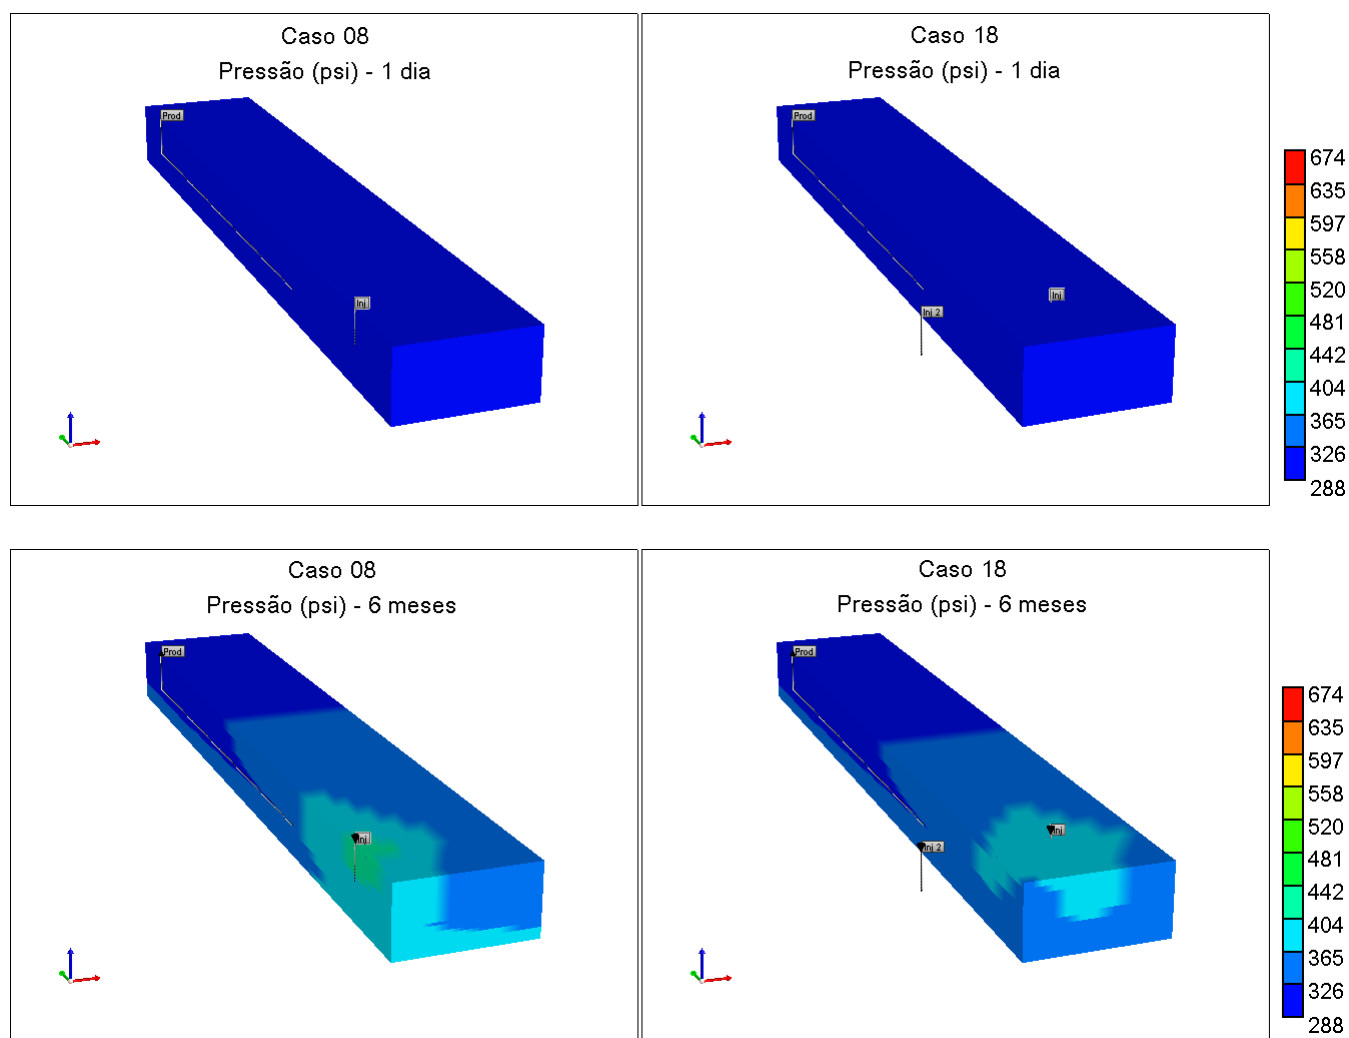 Caso 08
Pressão (psi) - 1 dia
Prod
Inj
Caso 18
Pressão (psi) - 1 dia
Prod
Inj
Inj 2
674
635
597
558
520
481
442
404
365
326
288
Caso 08
Pressão (psi) - 6 meses
Prod
Inj
Caso 18
Pressão (psi) - 6 meses
Prod
Inj
Inj 2
674
635
597
558
520
481
442
404
365
326
288